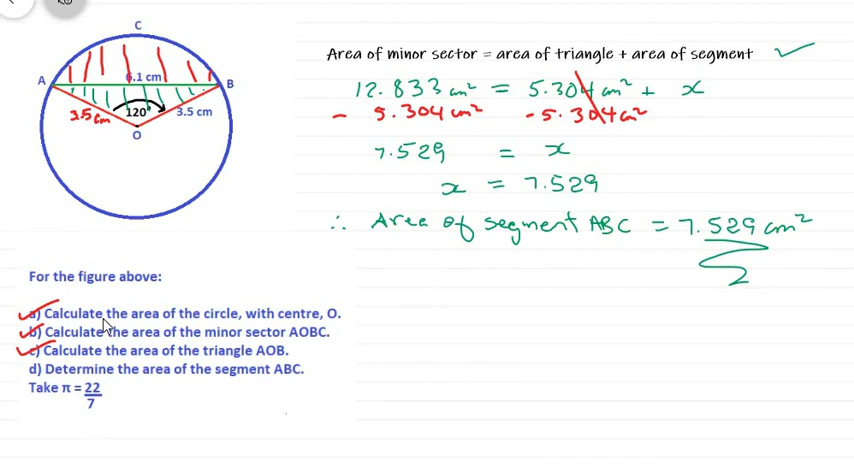 C
A
6.1 cm
B
3.5cm
120°
3.5 cm
O
For the figure above:
a) Calculate the area of the circle, with centre, O.
b) Calculate the area of the minor sector AOBC.
c) Calculate the area of the triangle AOB.
d) Determine the area of the segment ABC.
Take π = 22
7
Area of minor sector = area of triangle + area of segment
12.833 cm² = 5.304 cm² + x
- 5.304 cm² - 5.304 cm²
7.529 = x
x = 7.529
∴ Area of segment ABC = 7.529 cm²